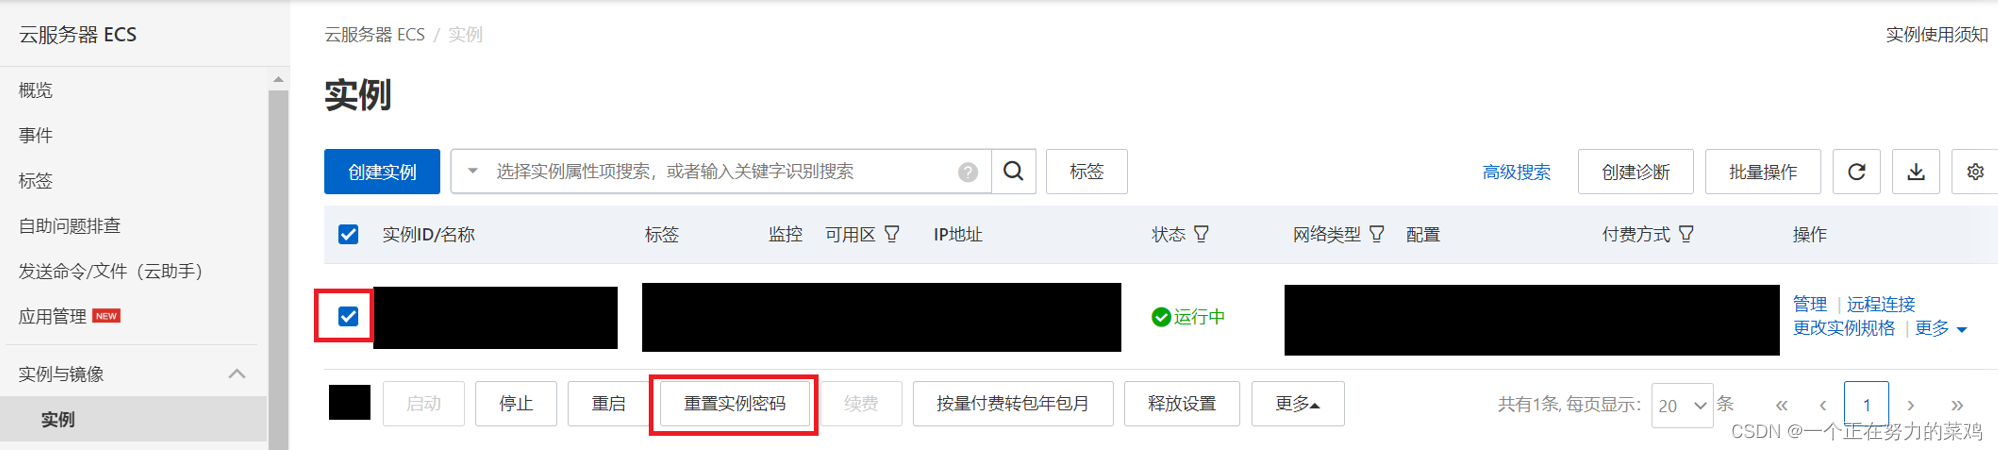 云服务器 ECS
概览
事件
标签
自助问题排查
发送命令/文件（云助手）
应用管理 NEW
实例与镜像
实例
云服务器 ECS / 实例
实例使用须知
实例
创建实例 选择实例属性项搜索，或者输入关键字识别搜索 ? 标签 高级搜索 创建诊断 批量操作
实例ID/名称 标签 监控 可用区 IP地址 状态 网络类型 配置 付费方式 操作
运行中 管理 | 远程连接
更改实例规格 | 更多
启动 停止 重启 重置实例密码 续费 按量付费转包年包月 释放设置 更多 共有1条, 每页显示: 20 条 « ‹ 1 › »
CSDN @一个正在努力的菜鸡